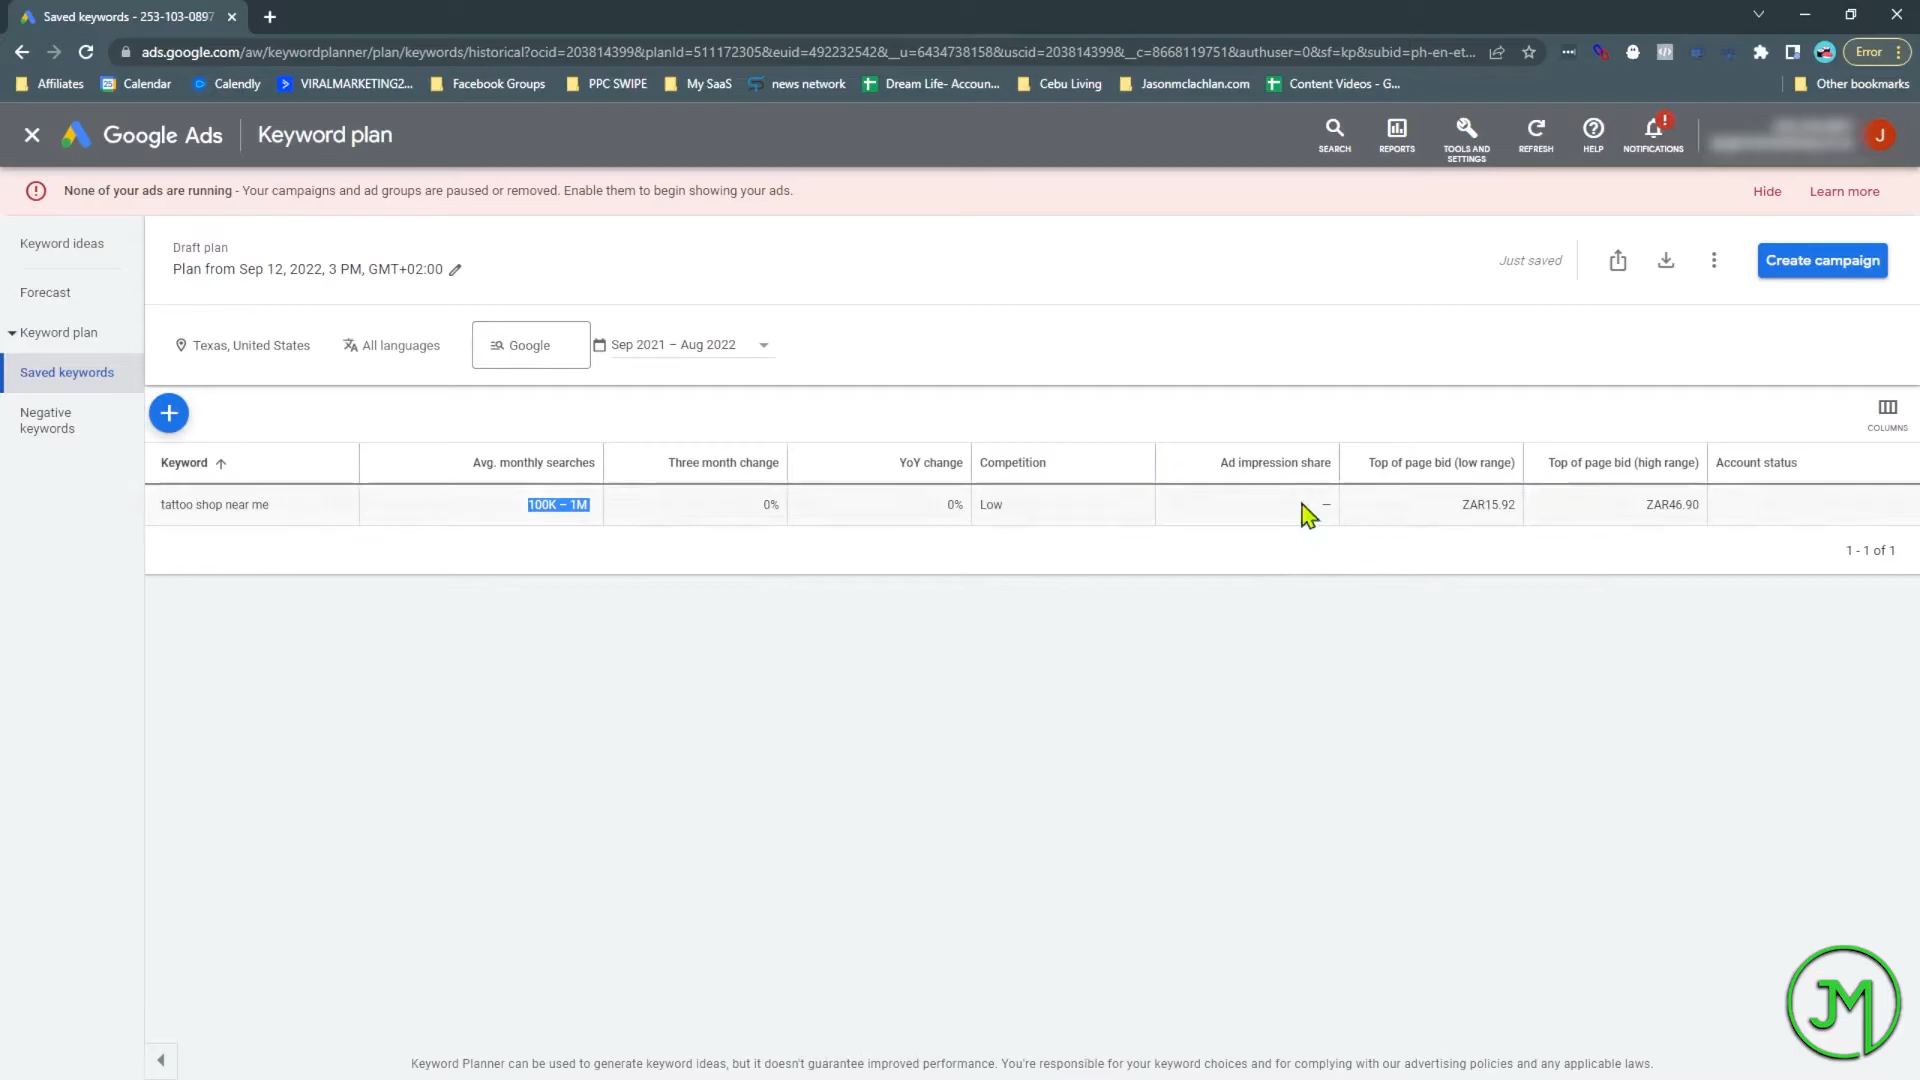 Saved keywords - 253-103-0897
ads.google.com/aw/keywordplanner/plan/keywords/historical?ocid=203814399&planId=511172305&euid=4922325428&__u=6434738158&uscid=203814399&__c=8668119751&authuser=0&sf=kp&subid=ph-en-et...
Error
Affiliates
Calendar
Calendly
VIRALMARKETING2...
Facebook Groups
PPC SWIPE
My SaaS
news network
Dream Life- Accoun...
Cebu Living
Jasonmclachlan.com
Content Videos - G...
Other bookmarks
Google Ads
Keyword plan
SEARCH
REPORTS
TOOLS AND
SETTINGS
REFRESH
HELP
NOTIFICATIONS
J
None of your ads are running - Your campaigns and ad groups are paused or removed. Enable them to begin showing your ads.
Hide
Learn more
Keyword ideas
Forecast
Keyword plan
Saved keywords
Negative
keywords
Draft plan
Plan from Sep 12, 2022, 3 PM, GMT+02:00
Just saved
Create campaign
Texas, United States
All languages
Google
Sep 2021 – Aug 2022
COLUMNS
Keyword
Avg. monthly searches
Three month change
YoY change
Competition
Ad impression share
Top of page bid (low range)
Top of page bid (high range)
Account status
tattoo shop near me
100K – 1M
0%
0%
Low
–
ZAR15.92
ZAR46.90
1 - 1 of 1
JM
Keyword Planner can be used to generate keyword ideas, but it doesn't guarantee improved performance. You're responsible for your keyword choices and for complying with our advertising policies and any applicable laws.